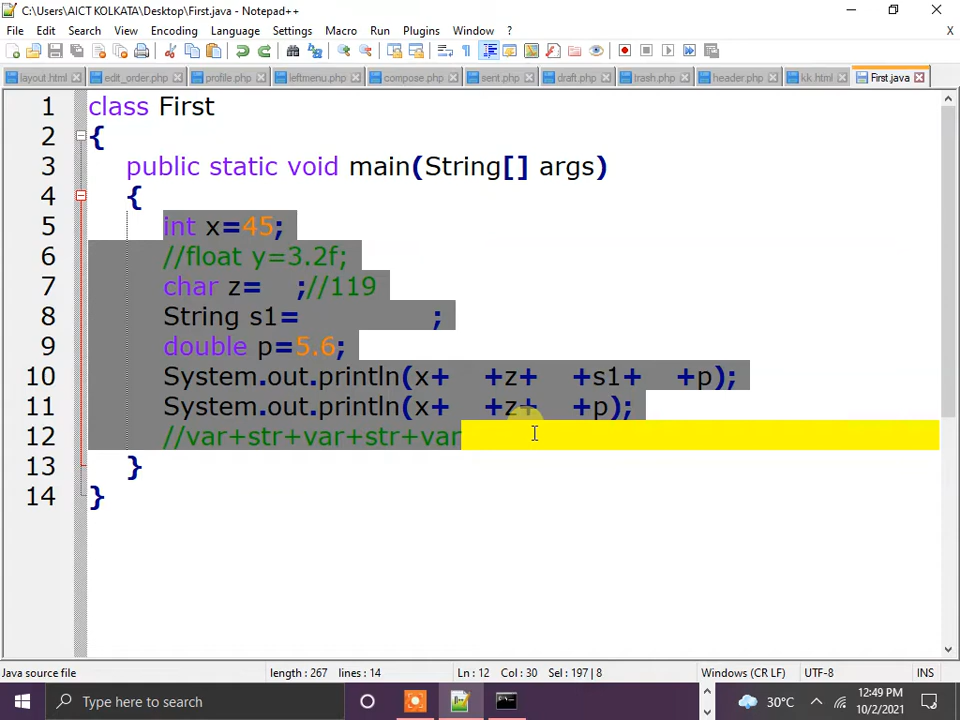 C:\Users\AICT KOLKATA\Desktop\First.java - Notepad++
File Edit Search View Encoding Language Settings Macro Run Plugins Window ? X
layout.html edit_order.php profile.php leftmenu.php compose.php sent.php draft.php trash.php header.php kk.html First.java
1 class First
2 {
3 public static void main(String[] args)
4 {
5 int x=45;
6 //float y=3.2f;
7 char z= ;//119
8 String s1= ;
9 double p=5.6;
10 System.out.println(x+ +z+ +s1+ +p);
11 System.out.println(x+ +z+ +p);
12 //var+str+var+str+var
13 }
14 }
Java source file length : 267 lines : 14 Ln : 12 Col : 30 Sel : 197 | 8 Windows (CR LF) UTF-8 INS
Type here to search 30°C 12:49 PM
10/2/2021